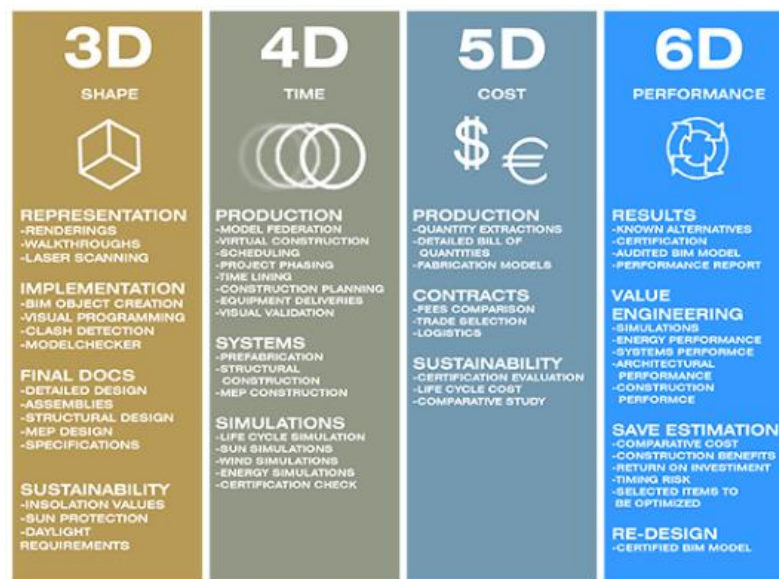 3D
SHAPE
REPRESENTATION
-RENDERINGS
-WALKTHROUGHS
-LASER SCANNING
IMPLEMENTATION
-BIM OBJECT CREATION
-VISUAL PROGRAMMING
-CLASH DETECTION
-MODELCHECKER
FINAL DOCS
-DETAILED DESIGN
-ASSEMBLIES
-STRUCTURAL DESIGN
-MEP DESIGN
-SPECIFICATIONS
SUSTAINABILITY
-INSOLATION VALUES
-SUN PROTECTION
-DAYLIGHT
REQUIREMENTS
4D
TIME
PRODUCTION
-MODEL FEDERATION
-VIRTUAL CONSTRUCTION
-SCHEDULING
-PROJECT PHASING
-TIME LINING
-CONSTRUCTION PLANNING
-EQUIPMENT DELIVERIES
-VISUAL VALIDATION
SYSTEMS
-PREFABRICATION
-STRUCTURAL
CONSTRUCTION
-MEP CONSTRUCTION
SIMULATIONS
-LIFE CYCLE SIMULATION
-SUN SIMULATIONS
-WIND SIMULATIONS
-ENERGY SIMULATIONS
-CERTIFICATION CHECK
5D
COST
$ €
PRODUCTION
-QUANTITY EXTRACTIONS
-DETAILED BILL OF
QUANTITIES
-FABRICATION MODELS
CONTRACTS
-FEES COMPARISON
-TRADE SELECTION
-LOGISTICS
SUSTAINABILITY
-CERTIFICATION EVALUATION
-LIFE CYCLE COST
-COMPARATIVE STUDY
6D
PERFORMANCE
RESULTS
-KNOWN ALTERNATIVES
-CERTIFICATION
-AUDITED BIM MODEL
-PERFORMANCE REPORT
VALUE
ENGINEERING
-SIMULATIONS
-ENERGY PERFORMANCE
-SYSTEMS PERFORMCE
-ARCHITECTURAL
PERFORMANCE
-CONSTRUCTION
PERFORMCE
SAVE ESTIMATION
-COMPARATIVE COST
-CONSTRUCTION BENEFITS
-RETURN ON INVESTIMENT
-TIMING RISK
-SELECTED ITEMS TO
BE OPTIMIZED
RE-DESIGN
-CERTIFIED BIM MODEL